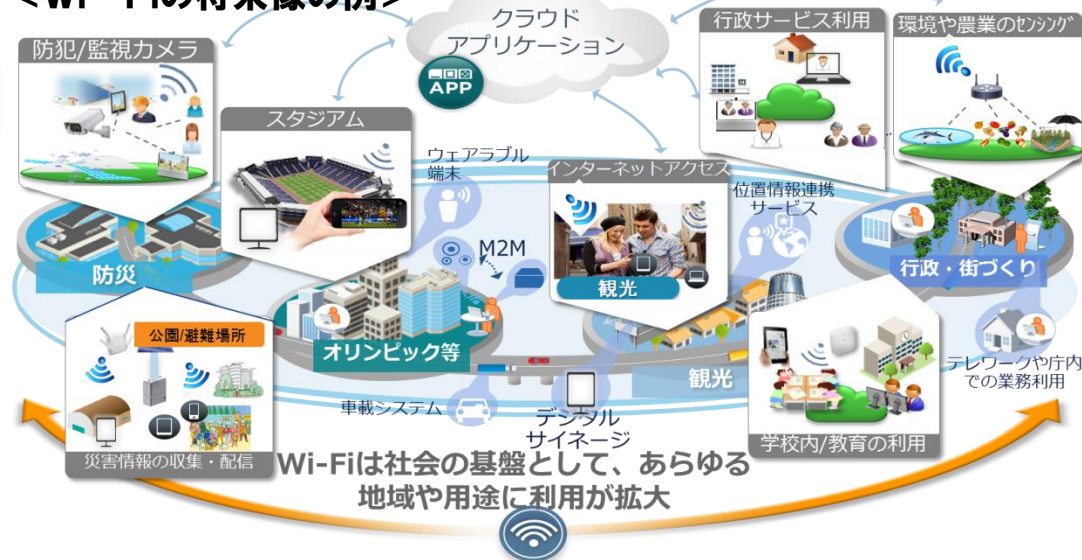 <Wi-Fiの将来像の例>
クラウド
アプリケーション
APP
行政サービス利用
環境や農業のｾﾝｼﾝｸﾞ
防犯/監視カメラ
スタジアム
ウェアラブル
端末
インターネットアクセス
位置情報連携
サービス
M2M
防災
観光
行政・街づくり
公園/避難場所
オリンピック等
観光
テレワークや庁内
での業務利用
車載システム
デジタル
サイネージ
学校内/教育の利用
災害情報の収集・配信
Wi-Fiは社会の基盤として、あらゆる
地域や用途に利用が拡大